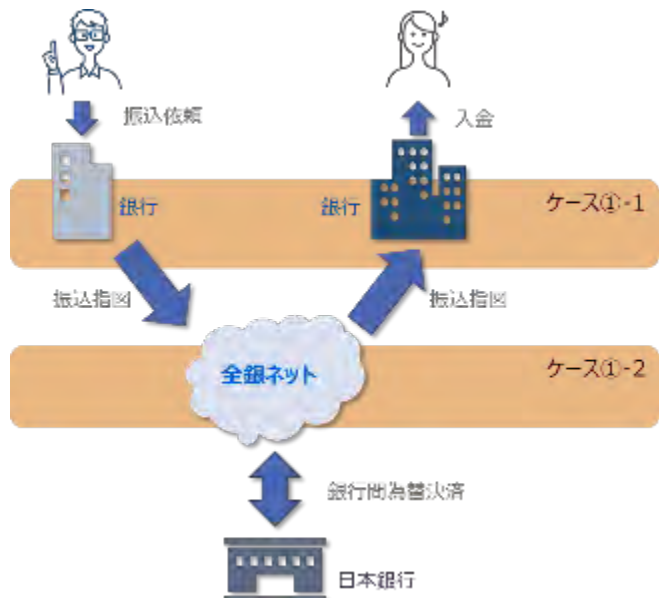 振込依頼
入金
銀行
銀行
ケース①-1
振込指図
振込指図
全銀ネット
ケース①-2
銀行間為替決済
日本銀行